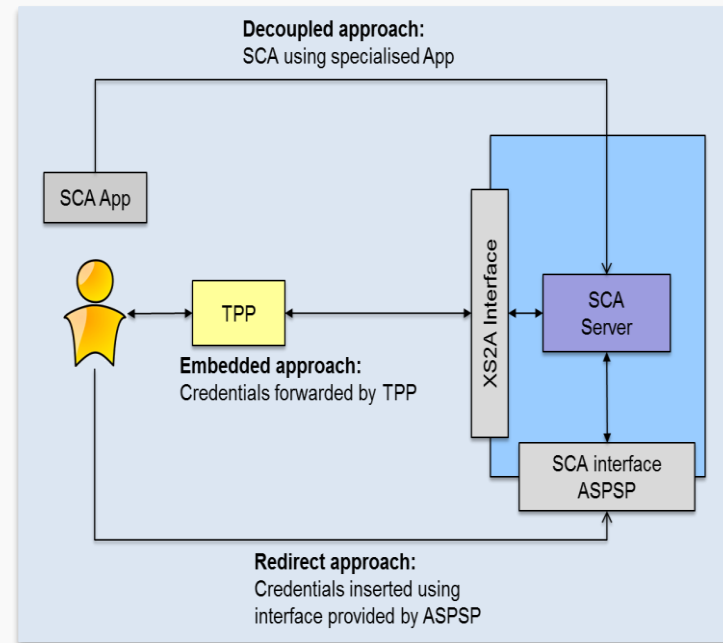 Decoupled approach:
SCA using specialised App
SCA App
TPP
XS2A Interface
SCA
Server
Embedded approach:
Credentials forwarded by TPP
SCA interface
ASPSP
Redirect approach:
Credentials inserted using
interface provided by ASPSP